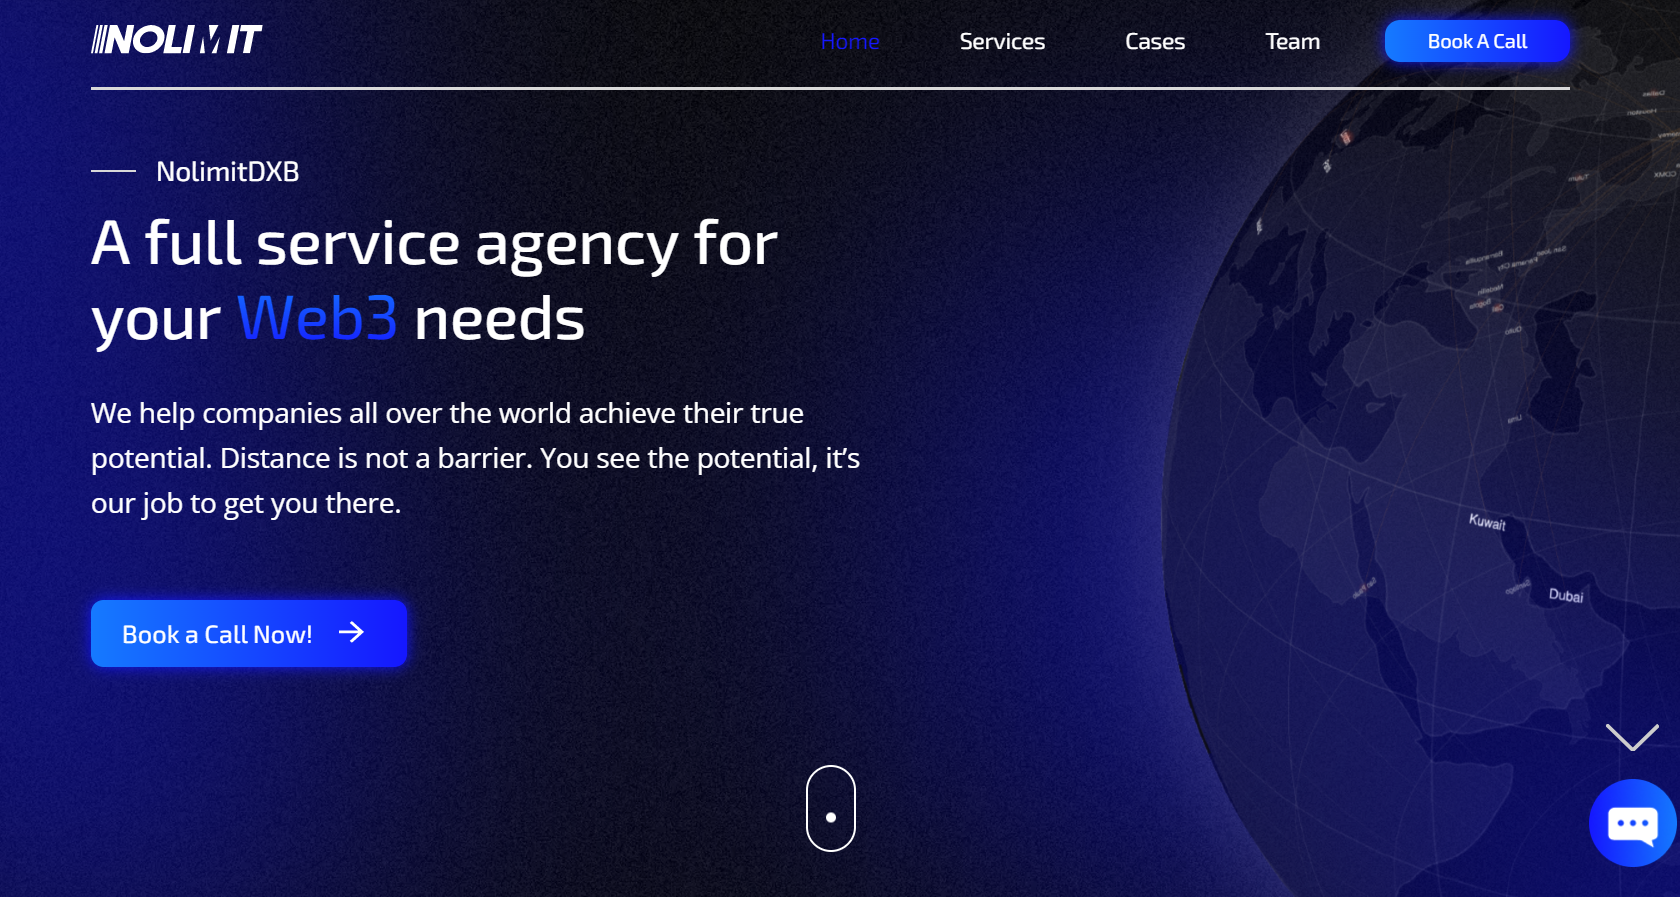 NOLIMIT
Home Services Cases Team Book A Call
NolimitDXB
A full service agency for
your Web3 needs
We help companies all over the world achieve their true
potential. Distance is not a barrier. You see the potential, it’s
our job to get you there.
Book a Call Now!
Kuwait
Dubai